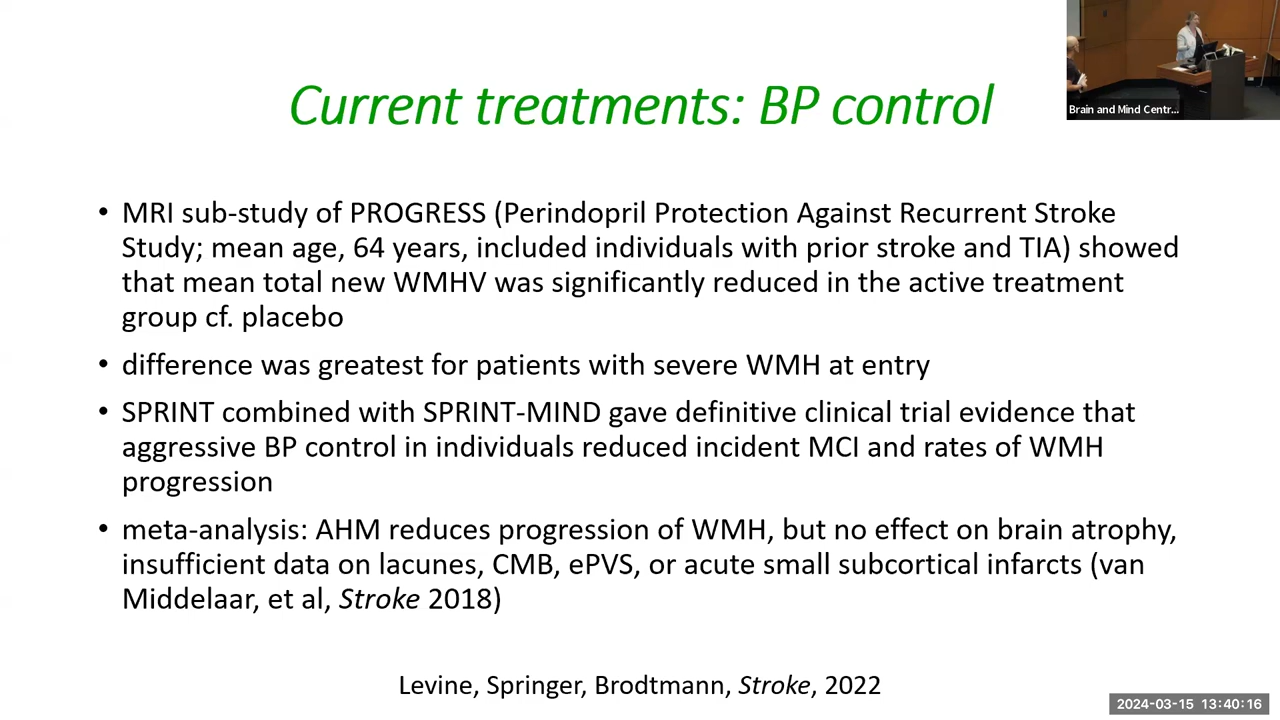 Current treatments: BP control
Brain and Mind Centr...
• MRI sub-study of PROGRESS (Perindopril Protection Against Recurrent Stroke
Study; mean age, 64 years, included individuals with prior stroke and TIA) showed
that mean total new WMHV was significantly reduced in the active treatment
group cf. placebo
• difference was greatest for patients with severe WMH at entry
• SPRINT combined with SPRINT-MIND gave definitive clinical trial evidence that
aggressive BP control in individuals reduced incident MCI and rates of WMH
progression
• meta-analysis: AHM reduces progression of WMH, but no effect on brain atrophy,
insufficient data on lacunes, CMB, ePVS, or acute small subcortical infarcts (van
Middelaar, et al, Stroke 2018)
Levine, Springer, Brodtmann, Stroke, 2022
2024-03-15 13:40:16